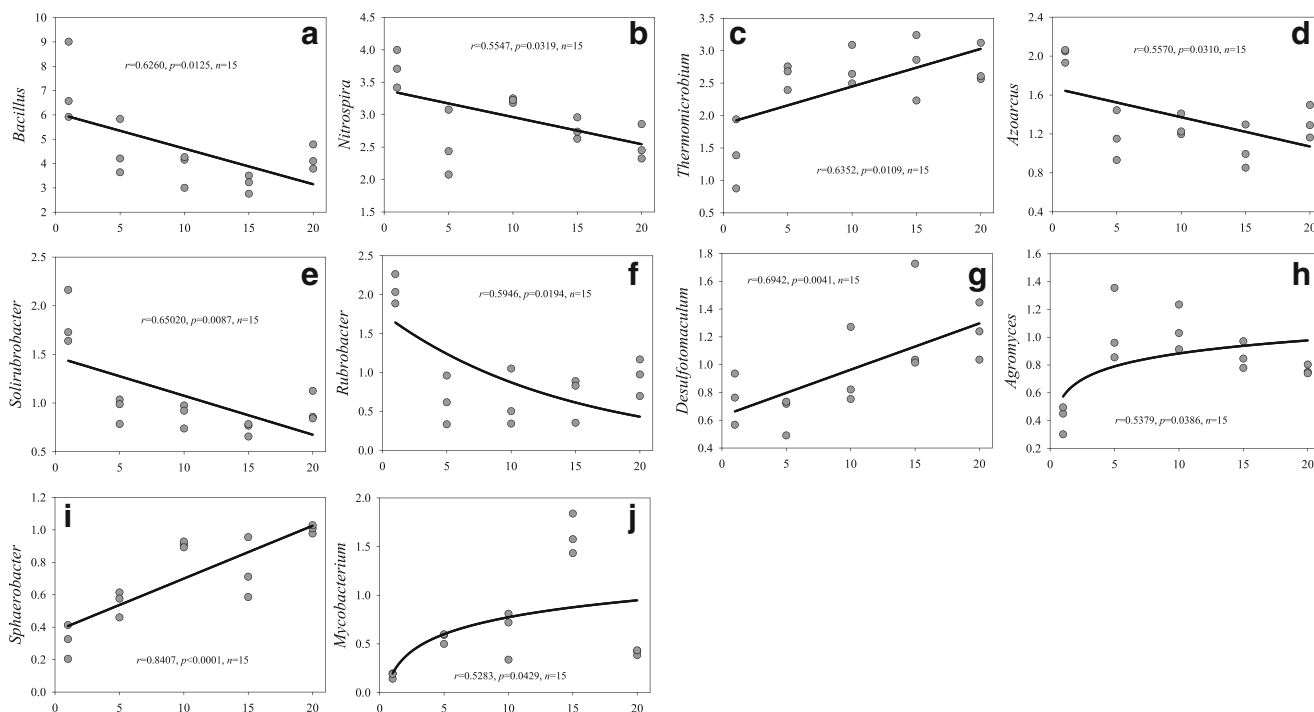 a
r=0.6260, p=0.0125, n=15
Bacillus
10
9
8
7
6
5
4
3
2
0 5 10 15 20
b
r=0.5547, p=0.0319, n=15
Nitrospira
4.5
4.0
3.5
3.0
2.5
2.0
1.5
0 5 10 15 20
c
r=0.6352, p=0.0109, n=15
Thermomicrobium
3.5
3.0
2.5
2.0
1.5
1.0
0.5
0 5 10 15 20
d
r=0.5570, p=0.0310, n=15
Azoarcus
2.4
2.0
1.6
1.2
0.8
0.4
0 5 10 15 20
e
r=0.65020, p=0.0087, n=15
Solirubrobacter
2.5
2.0
1.5
1.0
0.5
0 5 10 15 20
f
r=0.5946, p=0.0194, n=15
Rubrobacter
2.5
2.0
1.5
1.0
0.5
0.0
0 5 10 15 20
g
r=0.6942, p=0.0041, n=15
Desulfotomaculum
1.8
1.6
1.4
1.2
1.0
0.8
0.6
0.4
0 5 10 15 20
h
r=0.5379, p=0.0386, n=15
Agromyces
1.6
1.4
1.2
1.0
0.8
0.6
0.4
0.2
0 5 10 15 20
i
r=0.8407, p<0.0001, n=15
Sphaerobacter
1.2
1.0
0.8
0.6
0.4
0.2
0.0
0 5 10 15 20
j
r=0.5283, p=0.0429, n=15
Mycobacterium
2.0
1.5
1.0
0.5
0.0
0 5 10 15 20